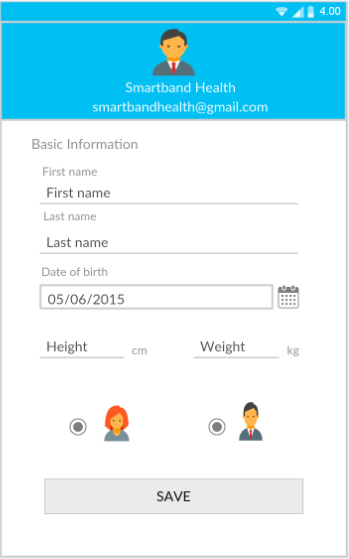 4.00
Smartband Health
smartbandhealth@gmail.com
Basic Information
First name
First name
Last name
Last name
Date of birth
05/06/2015
Height cm Weight kg
SAVE